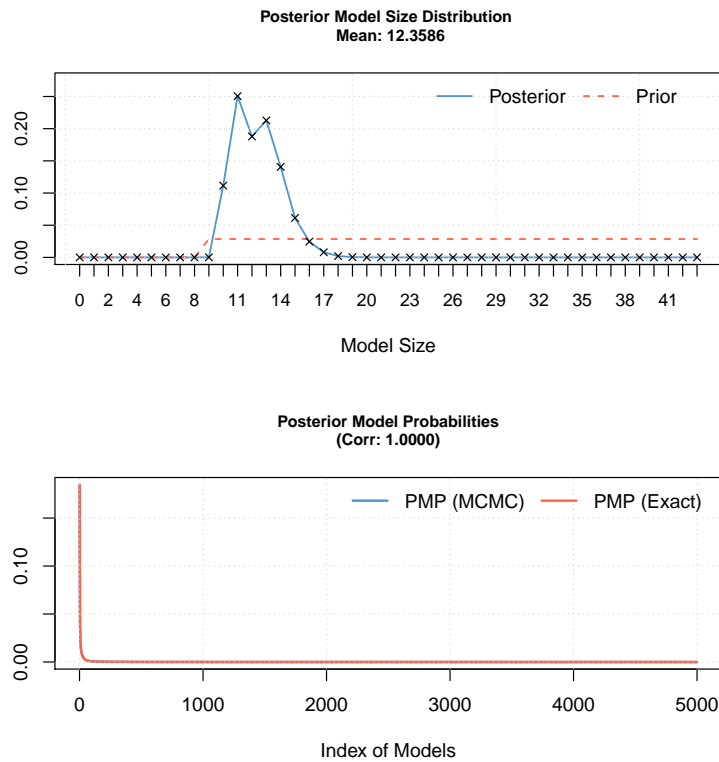 Posterior Model Size Distribution
Mean: 12.3586
Posterior Prior
0.20
0.10
0.00
0 2 4 6 8 11 14 17 20 23 26 29 32 35 38 41
Model Size
Posterior Model Probabilities
(Corr: 1.0000)
PMP (MCMC) PMP (Exact)
0.10
0.00
0 1000 2000 3000 4000 5000
Index of Models